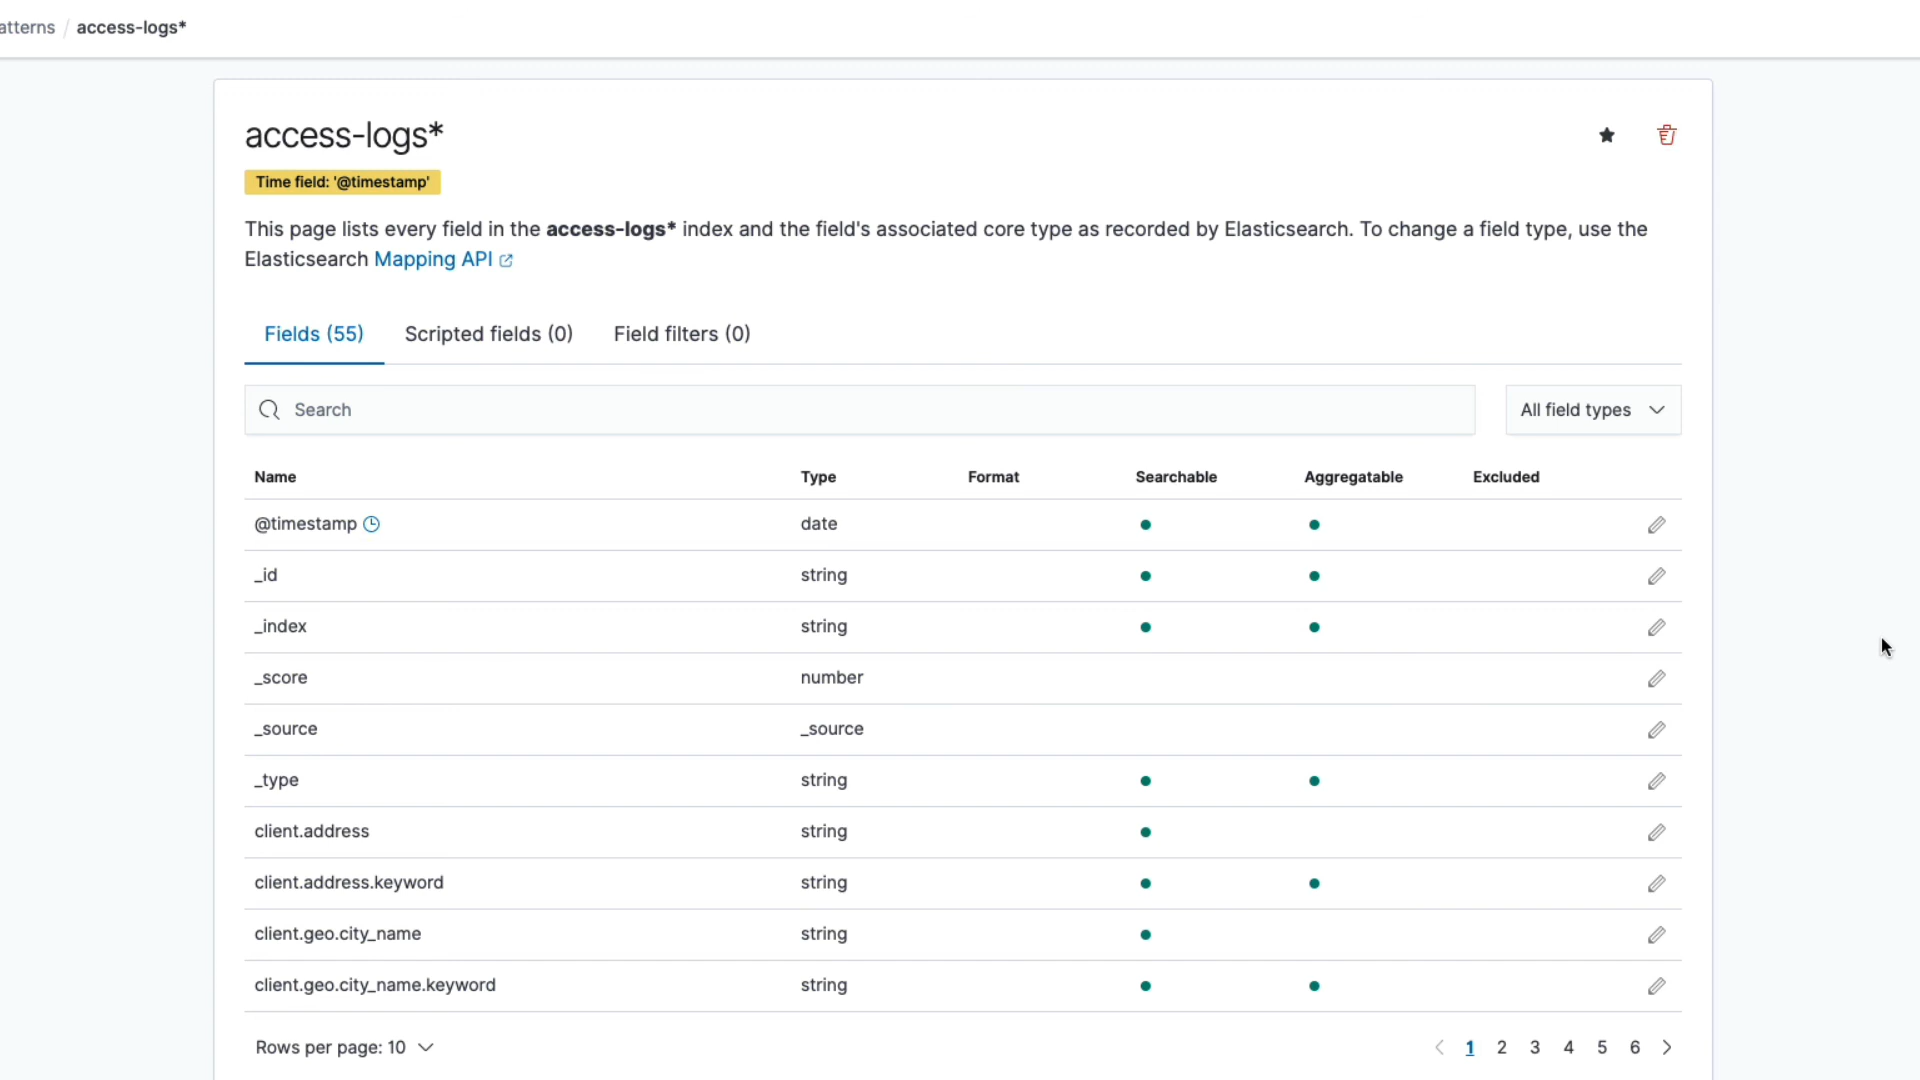 atterns / access-logs*
access-logs*
Time field: '@timestamp'
This page lists every field in the access-logs* index and the field's associated core type as recorded by Elasticsearch. To change a field type, use the
Elasticsearch Mapping API
Fields (55) Scripted fields (0) Field filters (0)
Search All field types
Name Type Format Searchable Aggregatable Excluded
@timestamp date
_id string
_index string
_score number
_source _source
_type string
client.address string
client.address.keyword string
client.geo.city_name string
client.geo.city_name.keyword string
Rows per page: 10 1 2 3 4 5 6